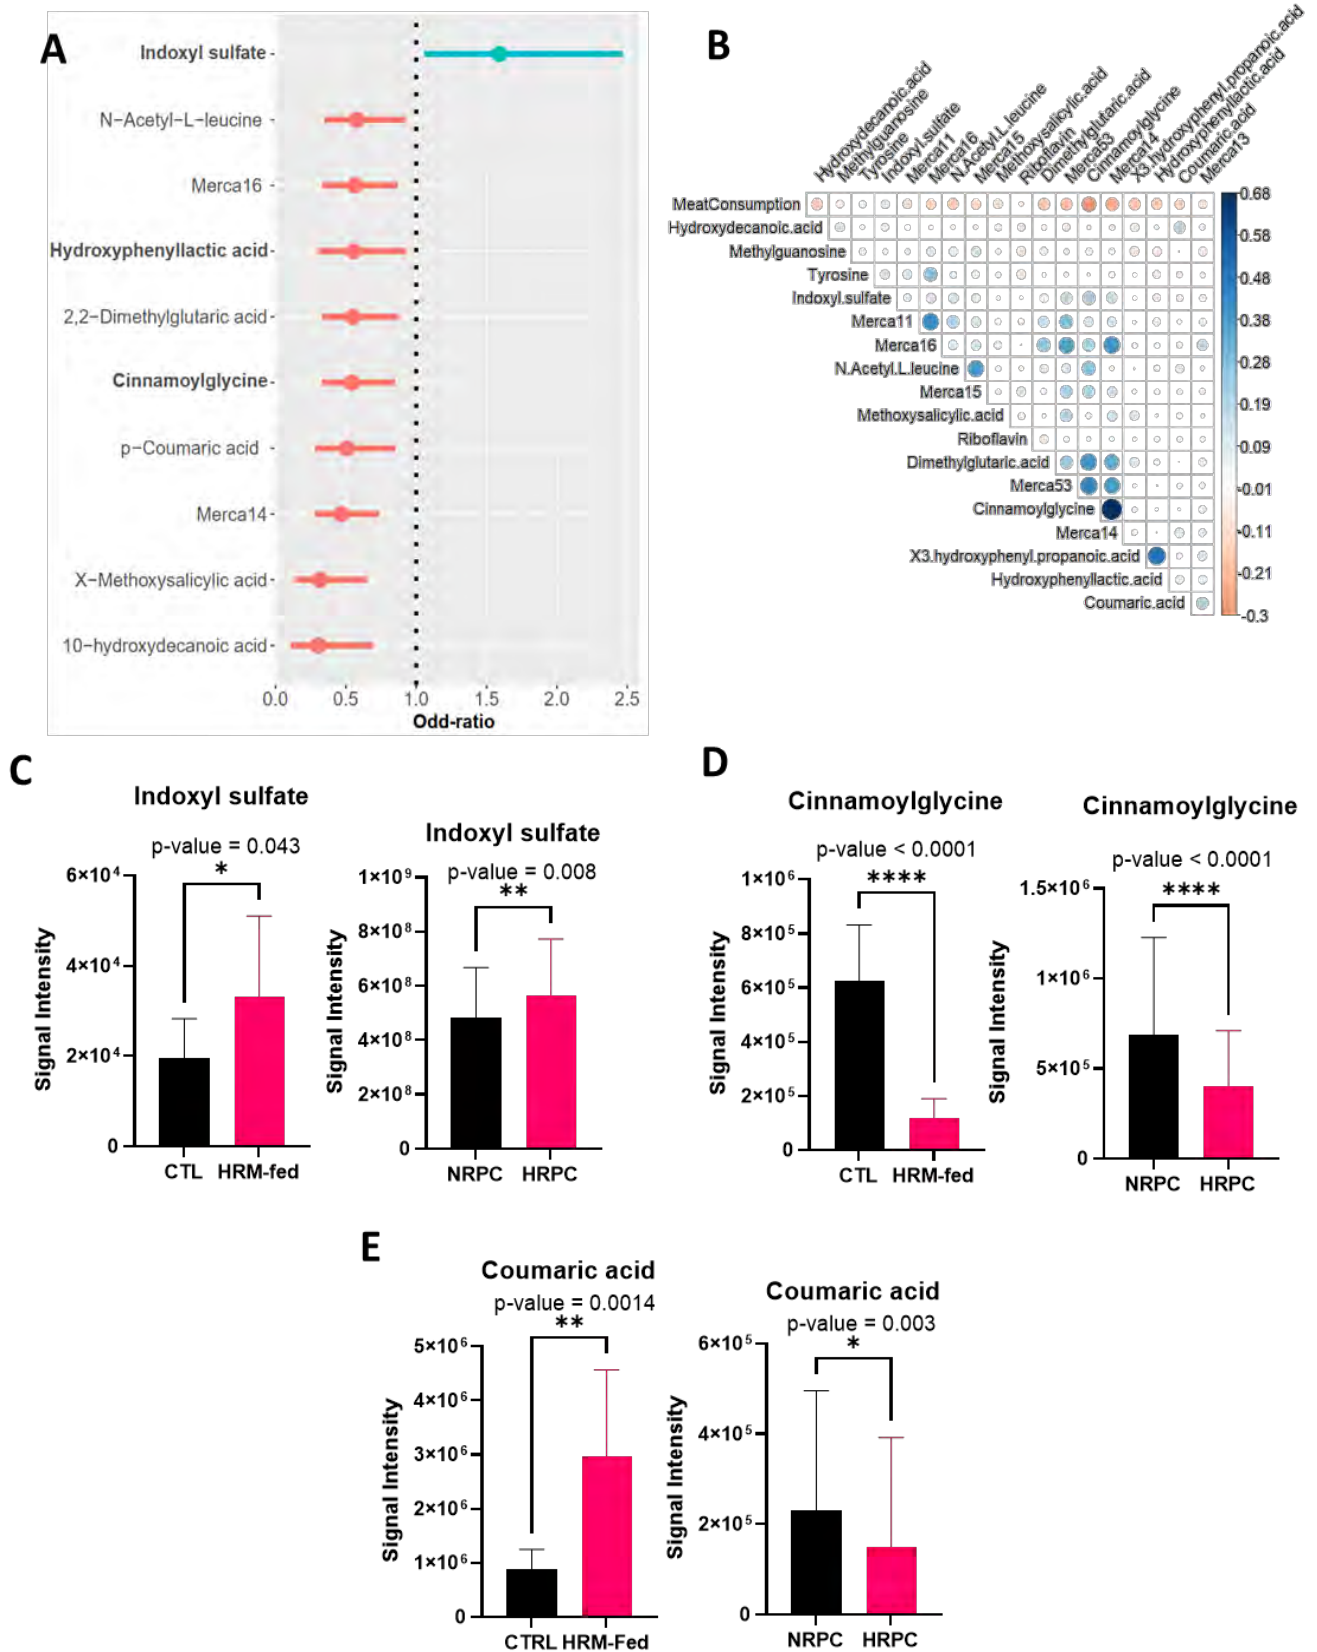 A
Indoxyl sulfate
N-Acetyl-L-leucine
Merca16
Hydroxyphenyllactic acid
2,2-Dimethylglutaric acid
Cinnamoylglycine
p-Coumaric acid
Merca14
X-Methoxysalicylic acid
10-hydroxydecanoic acid
0.0 0.5 1.0 1.5 2.0 2.5
Odd-ratio
B
Hydroxydecanoic.acid
Methylguanosine
Tyrosine
Indoxyl.sulfate
Merca11
Merca16
N.Acetyl.L.leucine
Merca15
Methoxysalicylic.acid
Riboflavin
Dimethylglutaric.acid
Merca53
Cinnamoylglycine
Merca14
X3.hydroxyphenyl.propanoic.acid
Hydroxyphenyllactic.acid
Coumaric.acid
Merca13
MeatConsumption
Hydroxydecanoic.acid
Methylguanosine
Tyrosine
Indoxyl.sulfate
Merca11
Merca16
N.Acetyl.L.leucine
Merca15
Methoxysalicylic.acid
Riboflavin
Dimethylglutaric.acid
Merca53
Cinnamoylglycine
Merca14
X3.hydroxyphenyl.propanoic.acid
Hydroxyphenyllactic.acid
Coumaric.acid
0.68
0.58
0.48
0.38
0.28
0.19
0.09
-0.01
-0.11
-0.21
-0.3
C
Indoxyl sulfate
p-value = 0.043
*
6×10⁴
4×10⁴
2×10⁴
0
Signal Intensity
CTL HRM-fed
Indoxyl sulfate
p-value = 0.008
**
1×10⁹
8×10⁸
6×10⁸
4×10⁸
2×10⁸
0
Signal Intensity
NRPC HRPC
D
Cinnamoylglycine
p-value < 0.0001
****
1×10⁶
8×10⁵
6×10⁵
4×10⁵
2×10⁵
0
Signal Intensity
CTL HRM-fed
Cinnamoylglycine
p-value < 0.0001
****
1.5×10⁶
1×10⁶
5×10⁵
0
Signal Intensity
NRPC HRPC
E
Coumaric acid
p-value = 0.0014
**
5×10⁶
4×10⁶
3×10⁶
2×10⁶
1×10⁶
0
Signal Intensity
CTRL HRM-Fed
Coumaric acid
p-value = 0.003
*
6×10⁵
4×10⁵
2×10⁵
0
Signal Intensity
NRPC HRPC